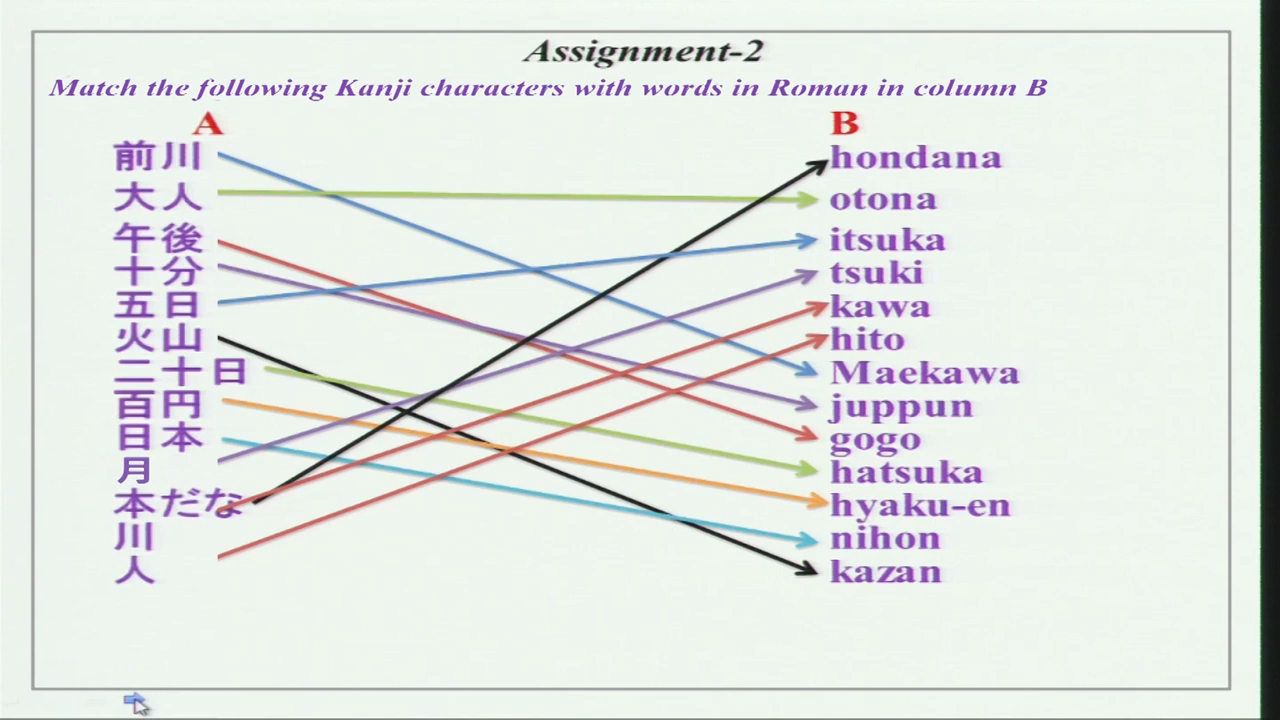 Assignment-2
Match the following Kanji characters with words in Roman in column B
A B
前川 hondana
大人 otona
午後 itsuka
十分 tsuki
五日 kawa
火山 hito
二十日 Maekawa
百円 juppun
日本 gogo
月 hatsuka
本だな hyaku-en
川 nihon
人 kazan